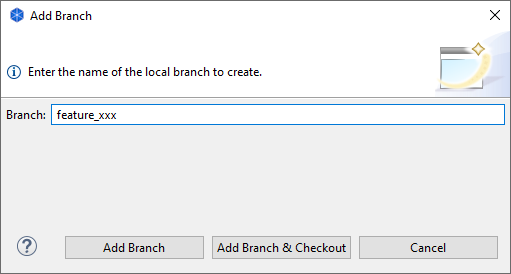 Add Branch
Enter the name of the local branch to create.
Branch: feature_xxx
Add Branch Add Branch & Checkout Cancel